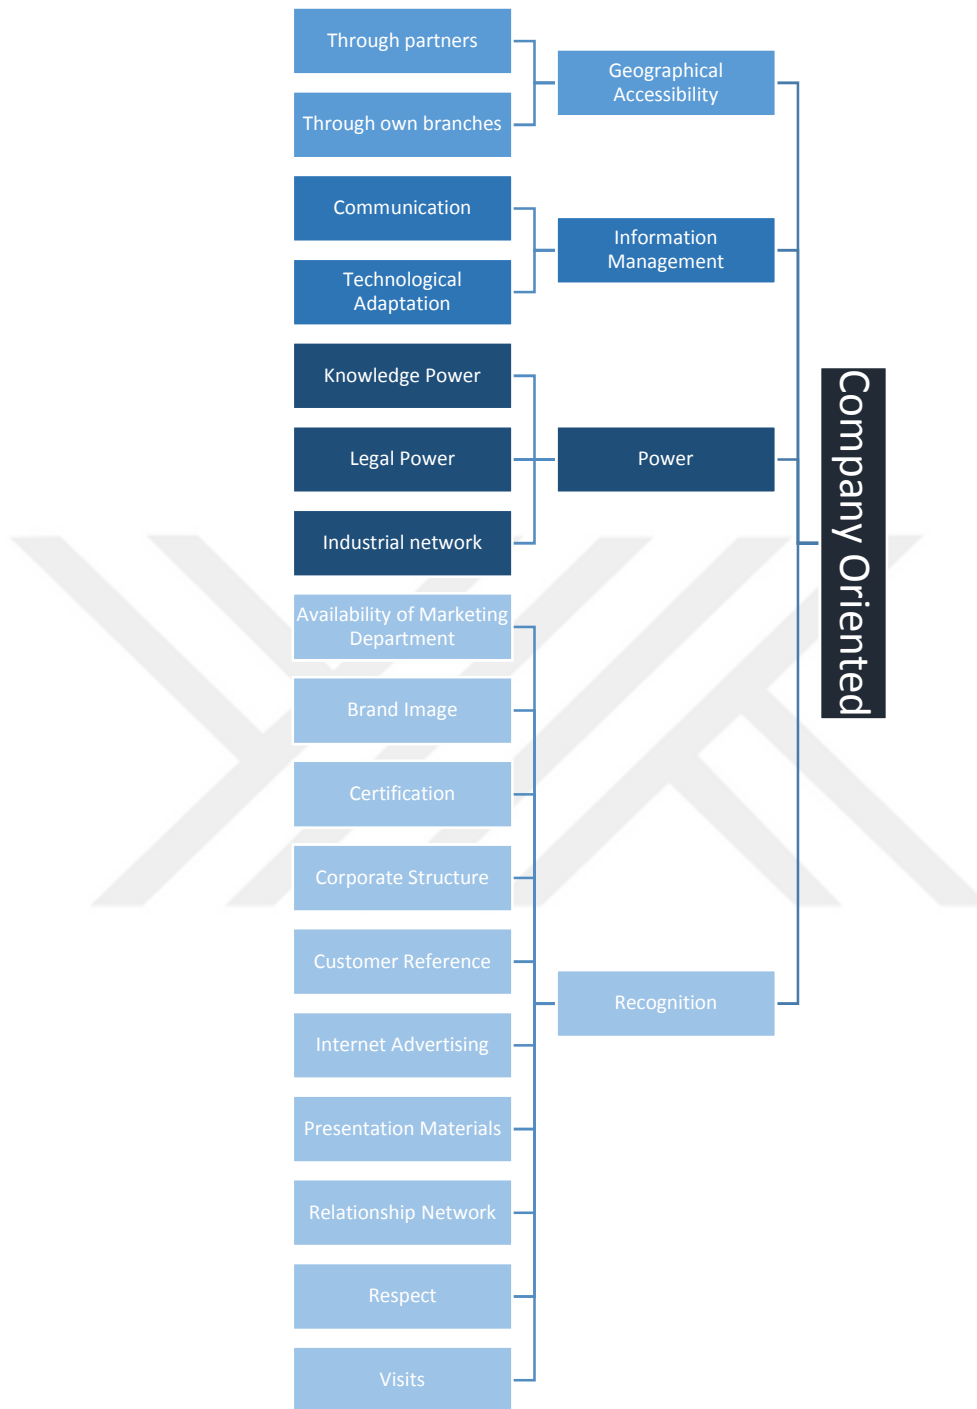 Through partners
Through own branches
Geographical
Accessibility
Communication
Technological
Adaptation
Information
Management
Knowledge Power
Legal Power
Industrial network
Power
Availability of Marketing
Department
Brand Image
Certification
Corporate Structure
Customer Reference
Internet Advertising
Presentation Materials
Relationship Network
Respect
Visits
Recognition
Company Oriented